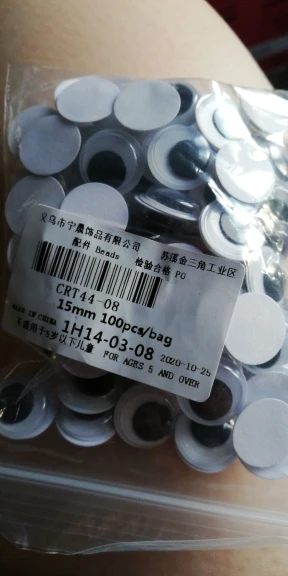 义乌市宁晨饰品有限公司 苏溪金三角工业区
配件 Beads 检验合格 PO
CRT44-08
15mm 100pcs/bag
1H14-03-08 2020-10-25
MADE IN CHINA
不适用于5岁以下儿童 FOR AGES 5 AND OVER